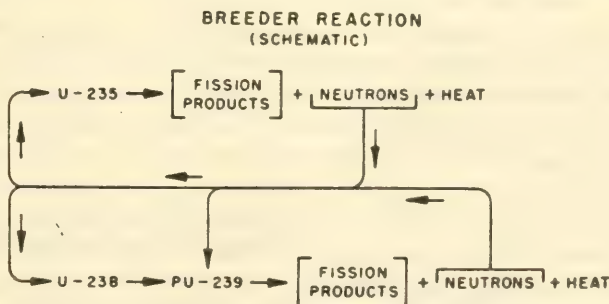 BREEDER REACTION
(SCHEMATIC)
U-235 → [FISSION PRODUCTS] + NEUTRONS + HEAT
U-238 → PU-239 → [FISSION PRODUCTS] + NEUTRONS + HEAT